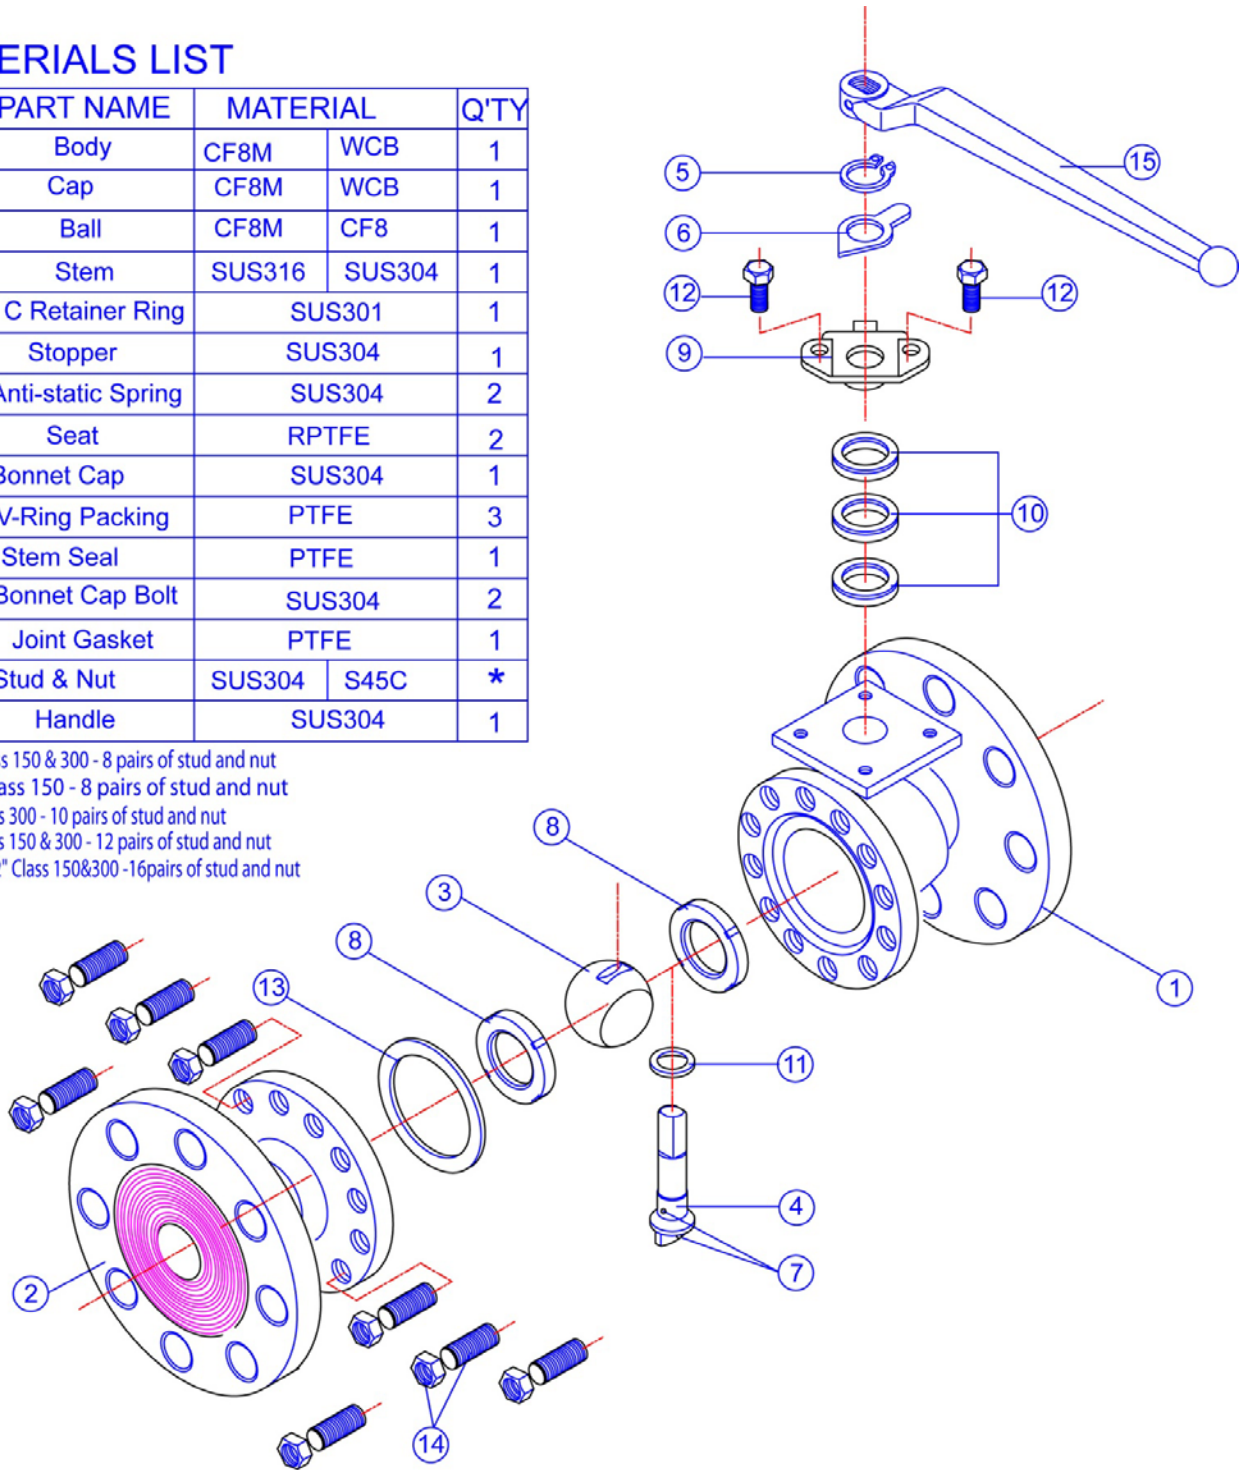 ERIALS LIST
PART NAME MATERIAL Q'TY
Body CF8M WCB 1
Cap CF8M WCB 1
Ball CF8M CF8 1
Stem SUS316 SUS304 1
C Retainer Ring SUS301 1
Stopper SUS304 1
Anti-static Spring SUS304 2
Seat RPTFE 2
Bonnet Cap SUS304 1
V-Ring Packing PTFE 3
Stem Seal PTFE 1
Bonnet Cap Bolt SUS304 2
Joint Gasket PTFE 1
Stud & Nut SUS304 S45C *
Handle SUS304 1
ss 150 & 300 - 8 pairs of stud and nut
lass 150 - 8 pairs of stud and nut
s 300 - 10 pairs of stud and nut
s 150 & 300 - 12 pairs of stud and nut
2" Class 150&300 -16pairs of stud and nut
5
15
6
12
12
9
10
8
3
8
1
13
11
4
7
2
14